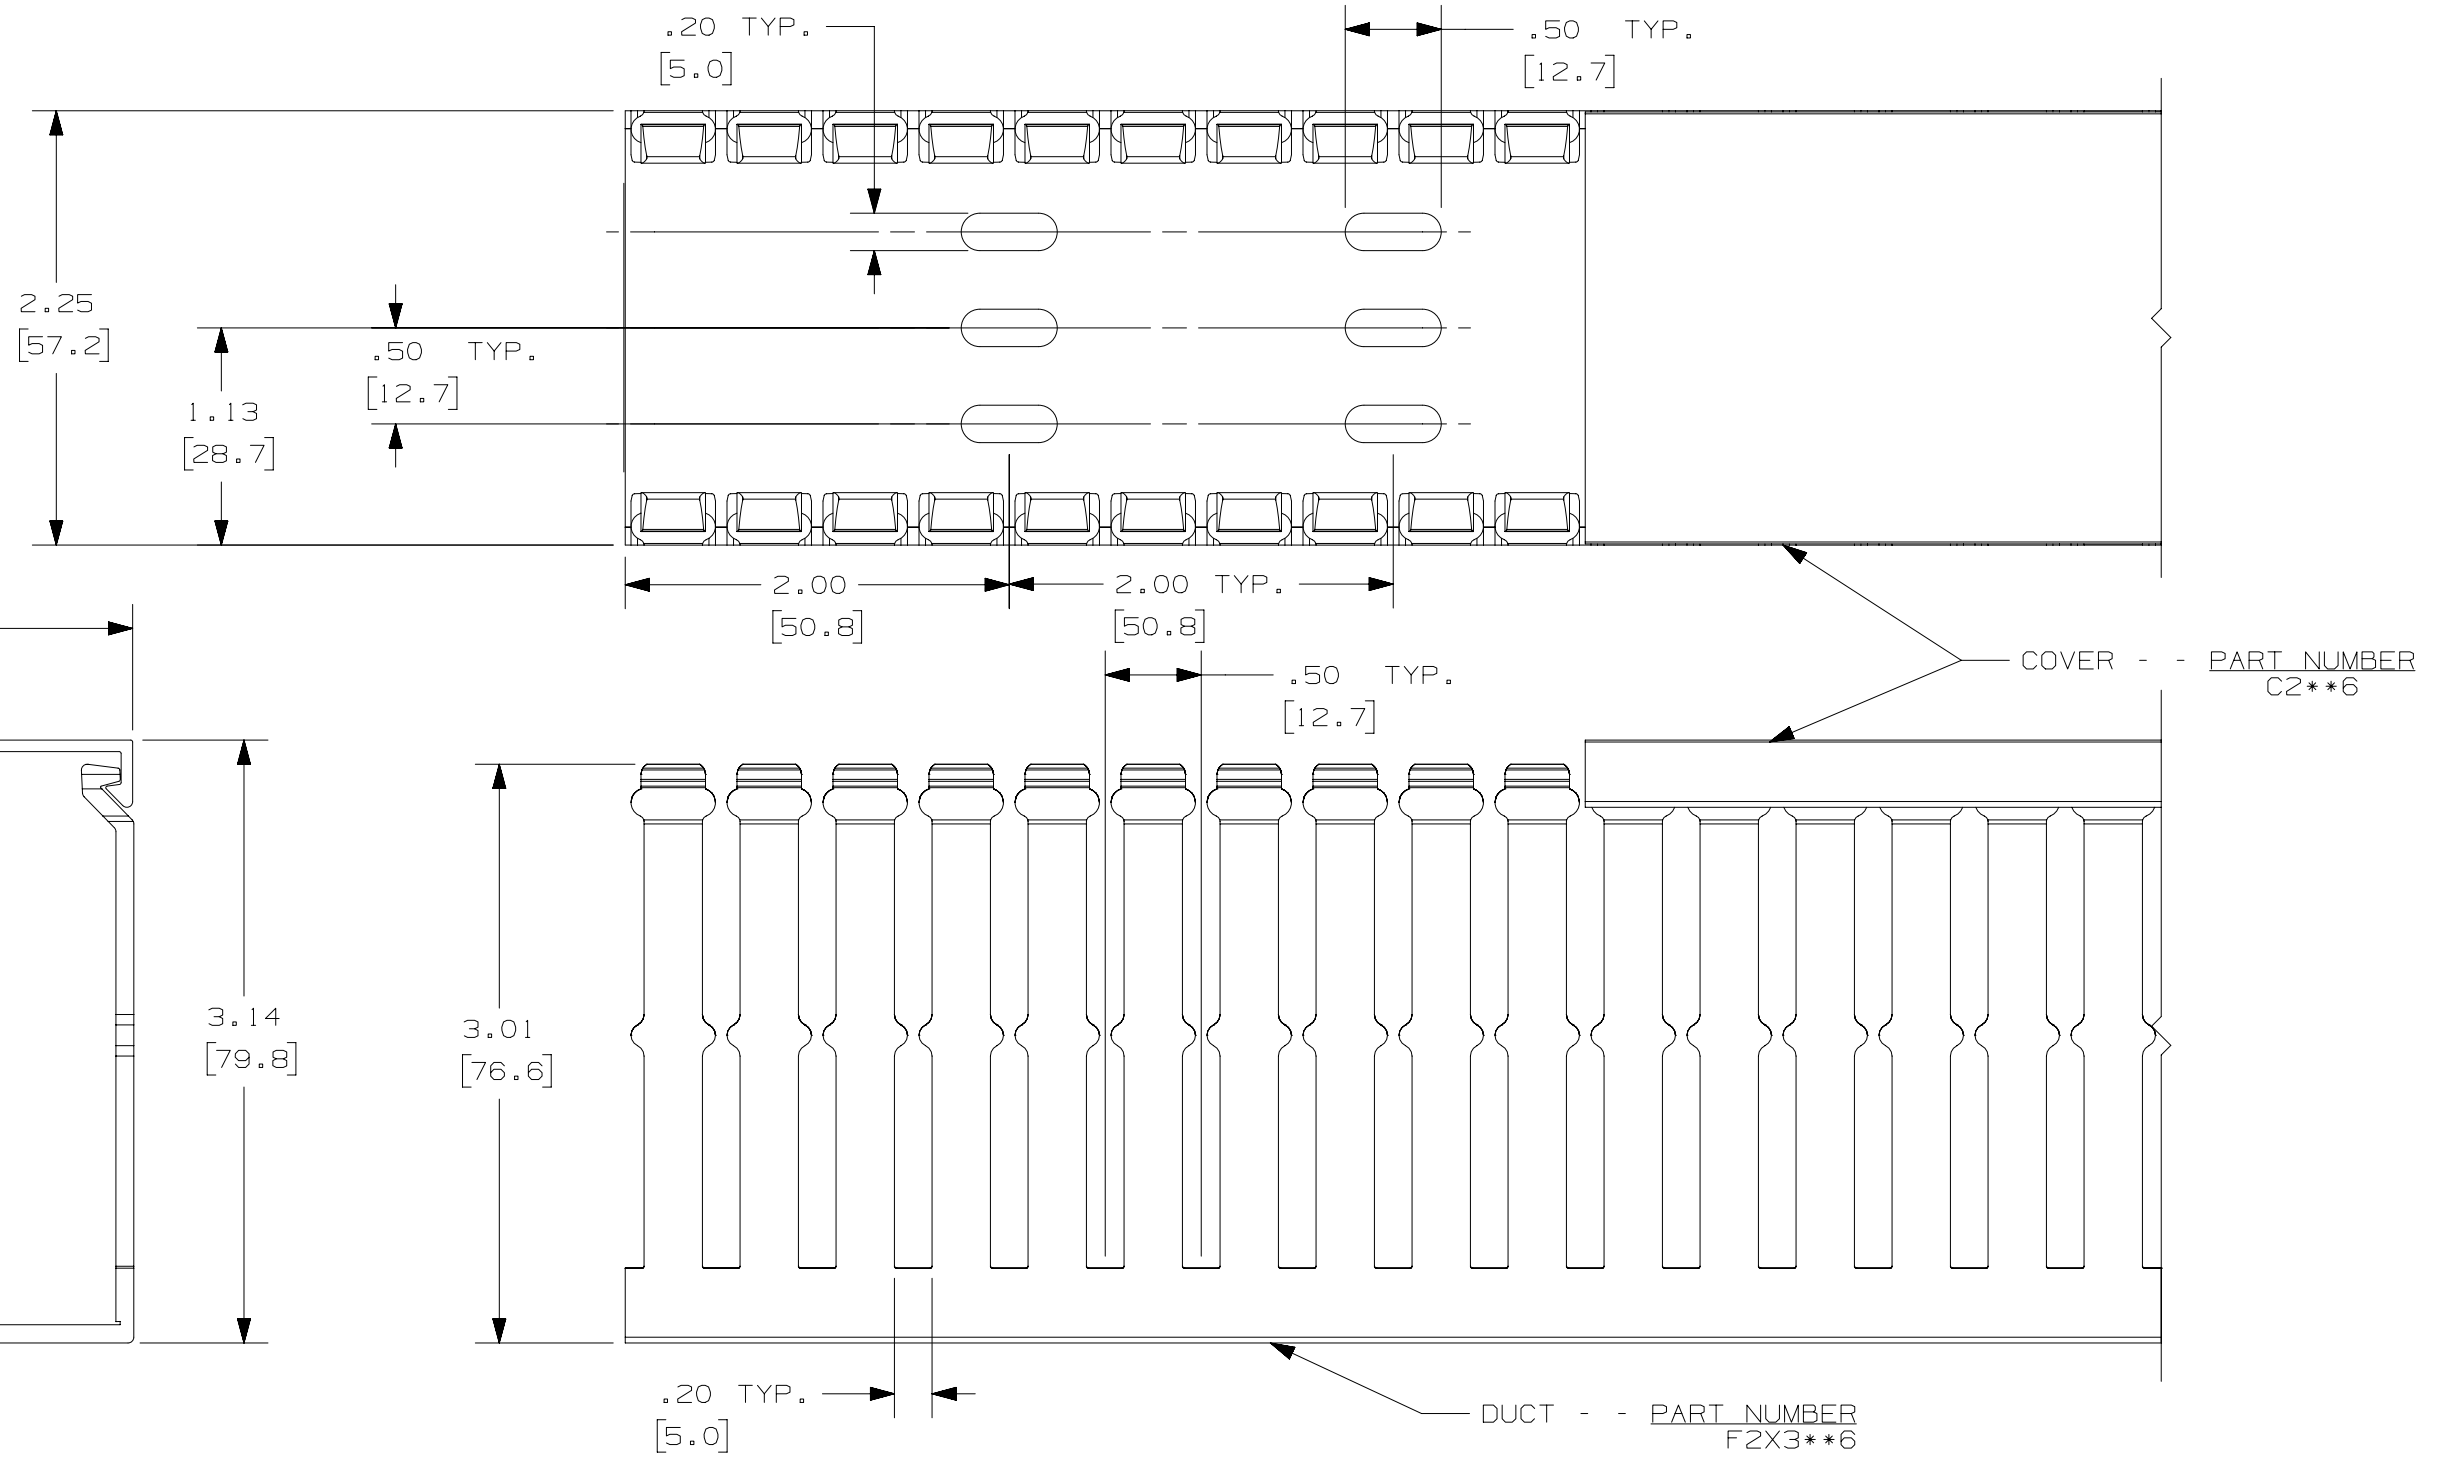 .20 TYP.
[5.0]
.50 TYP.
[12.7]
2.25
[57.2]
.50 TYP.
[12.7]
1.13
[28.7]
2.00
[50.8]
2.00 TYP.
[50.8]
COVER - - PART NUMBER
C2**6
.50 TYP.
[12.7]
3.14
[79.8]
3.01
[76.6]
.20 TYP.
[5.0]
DUCT - - PART NUMBER
F2X3**6